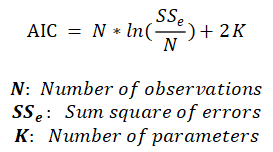 AIC = N * ln(SSe/N) + 2K
N: Number of observations
SSe: Sum square of errors
K: Number of parameters